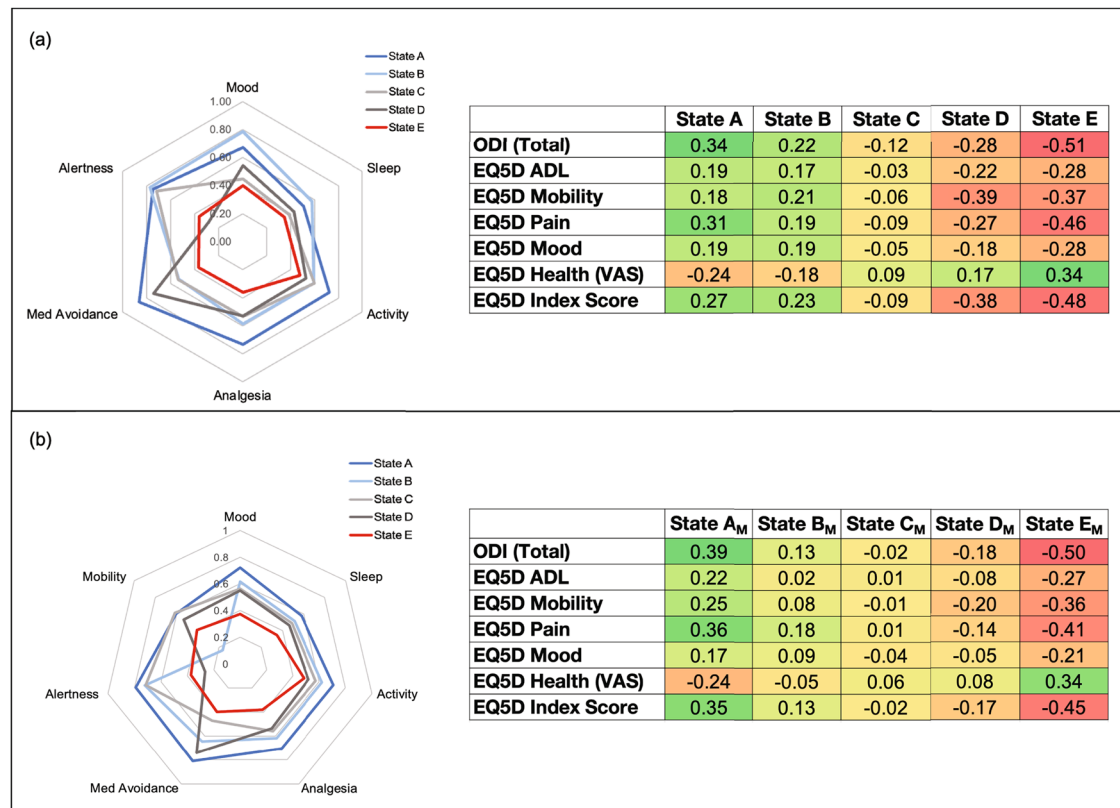 (a)
State A
State B
State C
State D
State E
Mood
1.00
0.80
0.60
0.40
0.20
0.00
Alertness
Sleep
Med Avoidance
Activity
Analgesia
State A State B State C State D State E
ODI (Total) 0.34 0.22 -0.12 -0.28 -0.51
EQ5D ADL 0.19 0.17 -0.03 -0.22 -0.28
EQ5D Mobility 0.18 0.21 -0.06 -0.39 -0.37
EQ5D Pain 0.31 0.19 -0.09 -0.27 -0.46
EQ5D Mood 0.19 0.19 -0.05 -0.18 -0.28
EQ5D Health (VAS) -0.24 -0.18 0.09 0.17 0.34
EQ5D Index Score 0.27 0.23 -0.09 -0.38 -0.48
(b)
State A
State B
State C
State D
State E
Mood
1
0.8
0.6
0.4
0.2
0
Mobility
Sleep
Alertness
Activity
Med Avoidance
Analgesia
State AM State BM State CM State DM State EM
ODI (Total) 0.39 0.13 -0.02 -0.18 -0.50
EQ5D ADL 0.22 0.02 0.01 -0.08 -0.27
EQ5D Mobility 0.25 0.08 -0.01 -0.20 -0.36
EQ5D Pain 0.36 0.18 0.01 -0.14 -0.41
EQ5D Mood 0.17 0.09 -0.04 -0.05 -0.21
EQ5D Health (VAS) -0.24 -0.05 0.06 0.08 0.34
EQ5D Index Score 0.35 0.13 -0.02 -0.17 -0.45